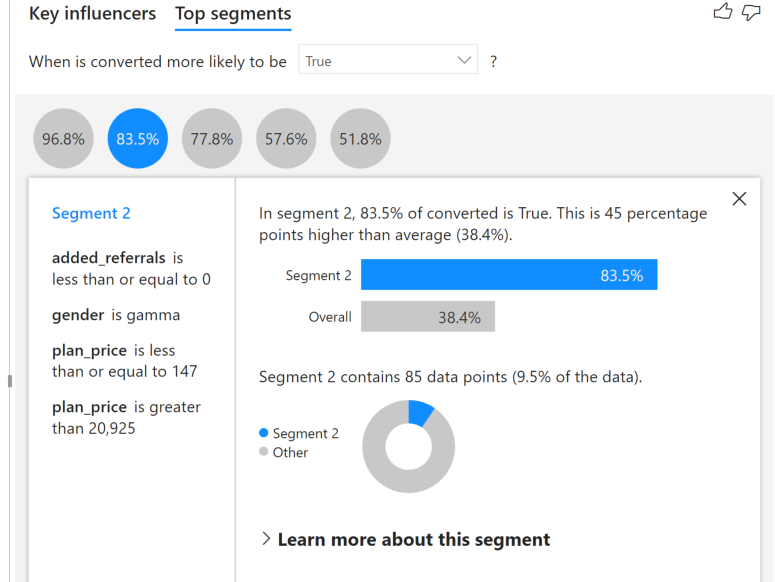 Key influencers Top segments
When is converted more likely to be True ?
96.8% 83.5% 77.8% 57.6% 51.8%
Segment 2
added_referrals is
less than or equal to 0
gender is gamma
plan_price is less
than or equal to 147
plan_price is greater
than 20,925
In segment 2, 83.5% of converted is True. This is 45 percentage
points higher than average (38.4%).
Segment 2 83.5%
Overall 38.4%
Segment 2 contains 85 data points (9.5% of the data).
Segment 2
Other
Learn more about this segment